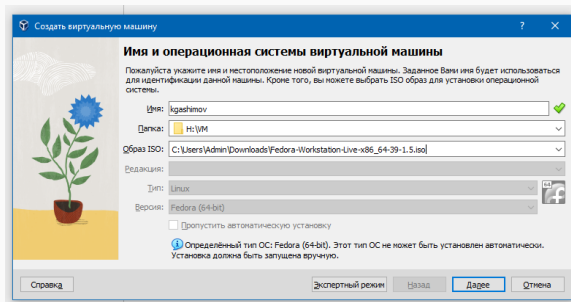 Создать виртуальную машину
? ×
Имя и операционная системы виртуальной машины
Пожалуйста укажите имя и местоположение новой виртуальной машины. Заданное Вами имя будет использоваться
для идентификации данной машины. Кроме того, вы можете выбрать ISO образ для установки операционной
системы.
Имя: kgashimov
Папка: H:\VM
Образ ISO: C:\Users\Admin\Downloads\Fedora-Workstation-Live-x86_64-39-1.5.iso
Редакция:
Тип: Linux
64
Версия: Fedora (64-bit)
Пропустить автоматическую установку
Определённый тип ОС: Fedora (64-bit). Этот тип ОС не может быть установлен автоматически.
Установка должна быть запущена вручную.
Справка Экспертный режим Назад Далее Отмена